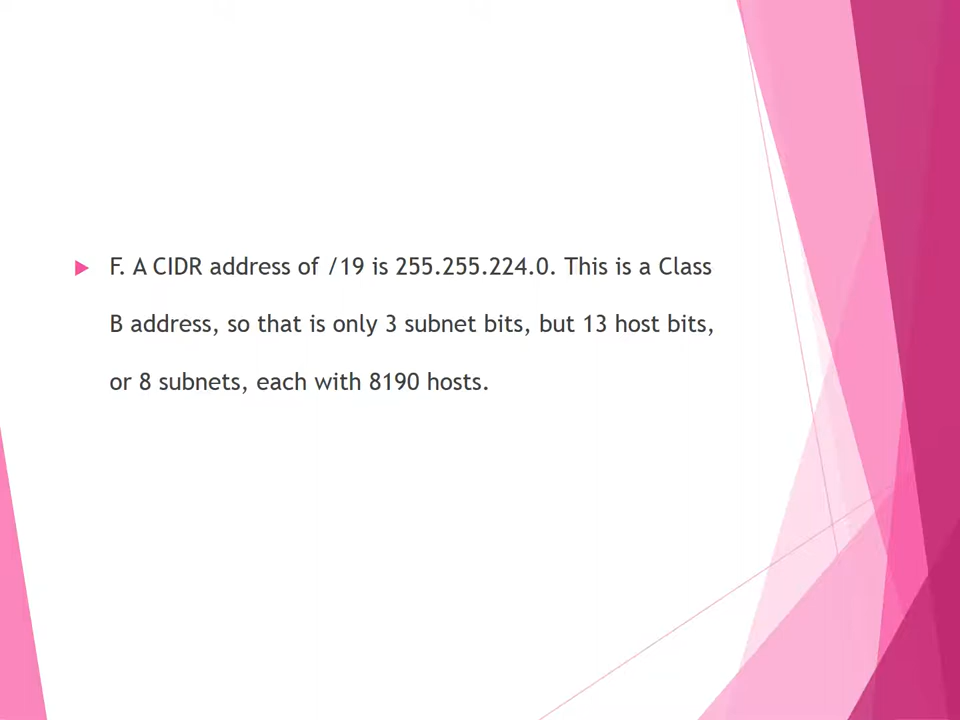 F. A CIDR address of /19 is 255.255.224.0. This is a Class
B address, so that is only 3 subnet bits, but 13 host bits,
or 8 subnets, each with 8190 hosts.